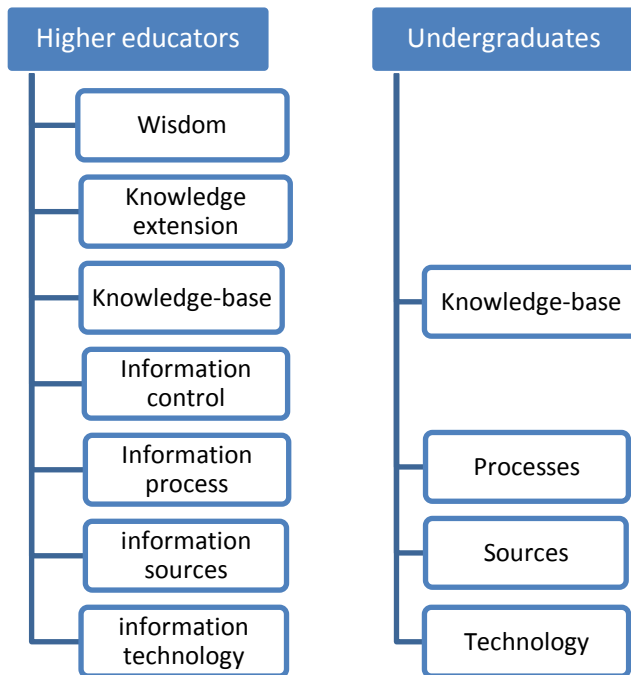 Higher educators
Wisdom
Knowledge
extension
Knowledge-base
Information
control
Information
process
information
sources
information
technology
Undergraduates
Knowledge-base
Processes
Sources
Technology